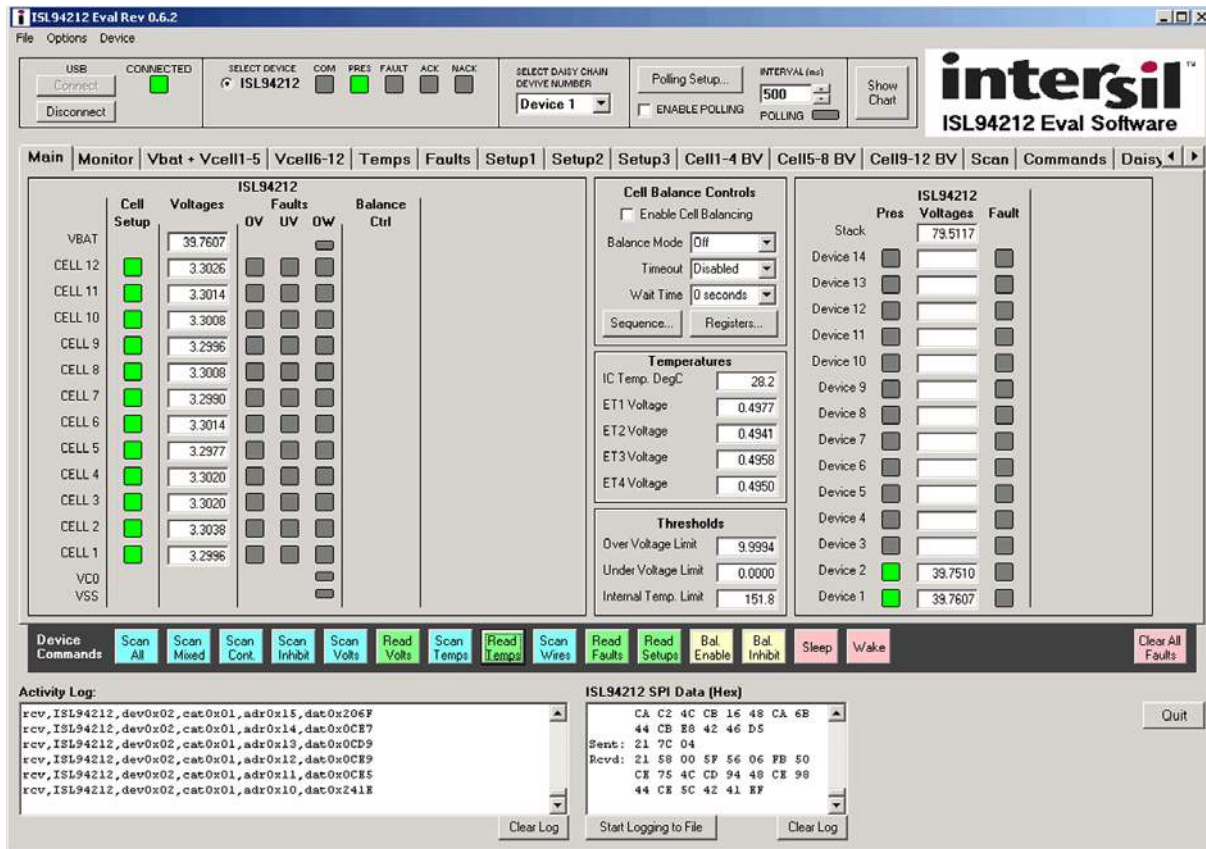 ISL94212 Eval Rev 0.6.2
File Options Device
USB
Connect
Disconnect
CONNECTED
SELECT DEVICE COM PRES FAULT ACK NACK
ISL94212
SELECT DAISY CHAIN
DEVIVE NUMBER
Device 1
Polling Setup...
ENABLE POLLING
INTERVAL (ms)
500
POLLING
Show
Chart
intersil™
ISL94212 Eval Software
Main Monitor Vbat + Vcell1-5 Vcell6-12 Temps Faults Setup1 Setup2 Setup3 Cell1-4 BV Cell5-8 BV Cell9-12 BV Scan Commands Daisy
ISL94212
Cell
Setup
Voltages
Faults
OV UV OW
Balance
Ctrl
VBAT 39.7607
CELL 12 3.3026
CELL 11 3.3014
CELL 10 3.3008
CELL 9 3.2996
CELL 8 3.3008
CELL 7 3.2990
CELL 6 3.3014
CELL 5 3.2977
CELL 4 3.3020
CELL 3 3.3020
CELL 2 3.3038
CELL 1 3.2996
VC0
VSS
Cell Balance Controls
Enable Cell Balancing
Balance Mode Off
Timeout Disabled
Wait Time 0 seconds
Sequence... Registers...
Temperatures
IC Temp. DegC 28.2
ET1 Voltage 0.4977
ET2 Voltage 0.4941
ET3 Voltage 0.4958
ET4 Voltage 0.4950
Thresholds
Over Voltage Limit 9.9994
Under Voltage Limit 0.0000
Internal Temp. Limit 151.8
ISL94212
Pres Voltages Fault
Stack 79.5117
Device 14
Device 13
Device 12
Device 11
Device 10
Device 9
Device 8
Device 7
Device 6
Device 5
Device 4
Device 3
Device 2 39.7510
Device 1 39.7607
Device
Commands
Scan
All
Scan
Mixed
Scan
Cont.
Scan
Inhibit
Scan
Volts
Read
Volts
Scan
Temps
Read
Temps
Scan
Wires
Read
Faults
Read
Setups
Bal.
Enable
Bal.
Inhibit
Sleep
Wake
Clear All
Faults
Activity Log:
rcv,ISL94212,dev0x02,cat0x01,adr0x15,dat0x206F
rcv,ISL94212,dev0x02,cat0x01,adr0x14,dat0x0CE7
rcv,ISL94212,dev0x02,cat0x01,adr0x13,dat0x0CD9
rcv,ISL94212,dev0x02,cat0x01,adr0x12,dat0x0CE9
rcv,ISL94212,dev0x02,cat0x01,adr0x11,dat0x0CE5
rcv,ISL94212,dev0x02,cat0x01,adr0x10,dat0x241E
Clear Log
ISL94212 SPI Data (Hex)
CA C2 4C CB 16 48 CA 6B
44 CB E8 42 46 D5
Sent: 21 7C 04
Rcvd: 21 58 00 5F 56 06 FB 50
CE 75 4C CD 94 48 CE 98
44 CE 5C 42 41 EF
Start Logging to File
Clear Log
Quit